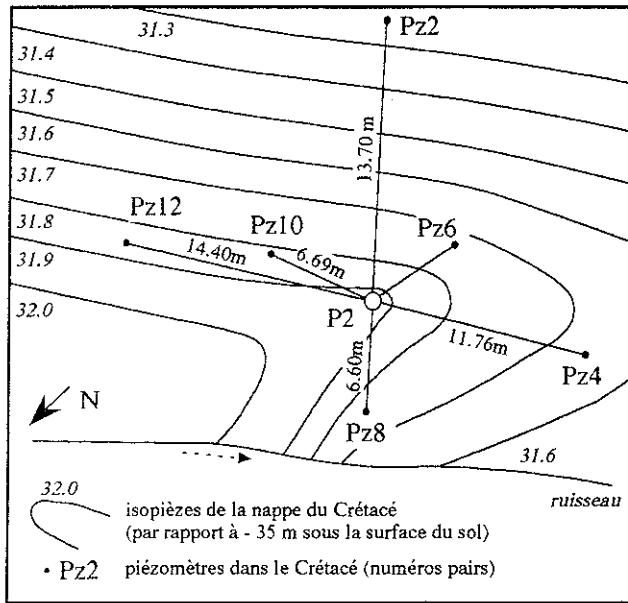 31.3
Pz2
31.4
31.5
31.6
13.70 m
31.7
Pz12
Pz10
Pz6
31.8
14.40m
6.69m
31.9
P2
32.0
11.76m
6.60m
Pz4
N
Pz8
31.6
32.0
ruisseau
isopièzes de la nappe du Crétacé
(par rapport à - 35 m sous la surface du sol)
• Pz2 piézomètres dans le Crétacé (numéros pairs)